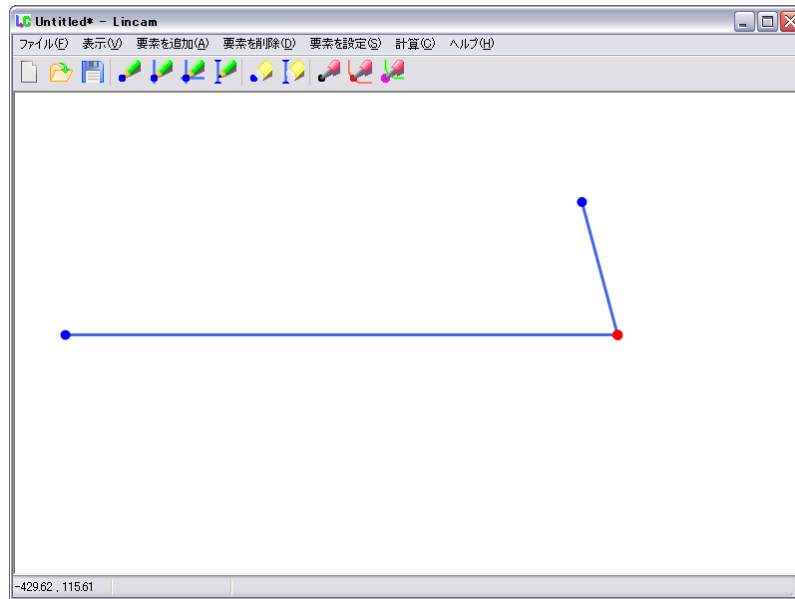 LC Untitled* - Lincam
ファイル(F) 表示(V) 要素を追加(A) 要素を削除(D) 要素を設定(S) 計算(C) ヘルプ(H)
-429.62 , 115.61